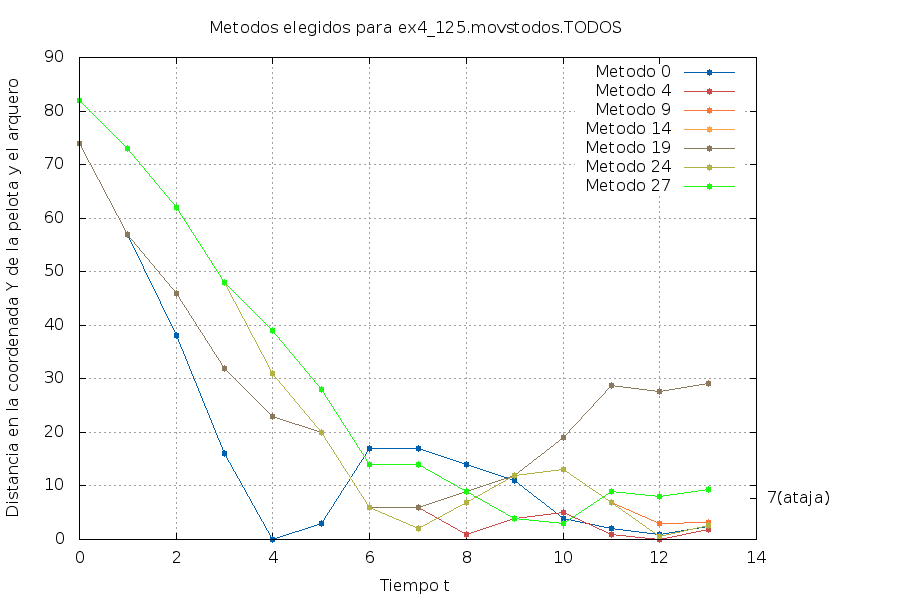 Metodos elegidos para ex4_125.movstodos.TODOS
Distancia en la coordenada Y de la pelota y el arquero
90
80
70
60
50
40
30
20
10
0
Metodo 0
Metodo 4
Metodo 9
Metodo 14
Metodo 19
Metodo 24
Metodo 27
7(ataja)
0 2 4 6 8 10 12 14
Tiempo t